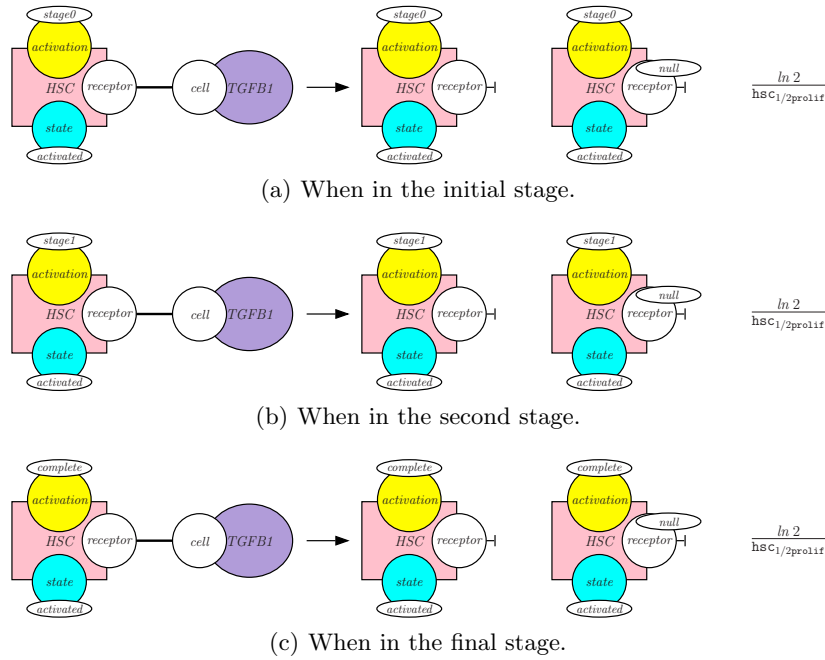 stage0 stage0 stage0
activation activation activation
null
HSC receptor cell TGFB1 HSC receptor HSC receptor ln 2
hsc1/2prolif
state state state
activated activated activated
(a) When in the initial stage.
stage1 stage1 stage1
activation activation activation
null
HSC receptor cell TGFB1 HSC receptor HSC receptor ln 2
hsc1/2prolif
state state state
activated activated activated
(b) When in the second stage.
complete complete complete
activation activation activation
null
HSC receptor cell TGFB1 HSC receptor HSC receptor ln 2
hsc1/2prolif
state state state
activated activated activated
(c) When in the final stage.